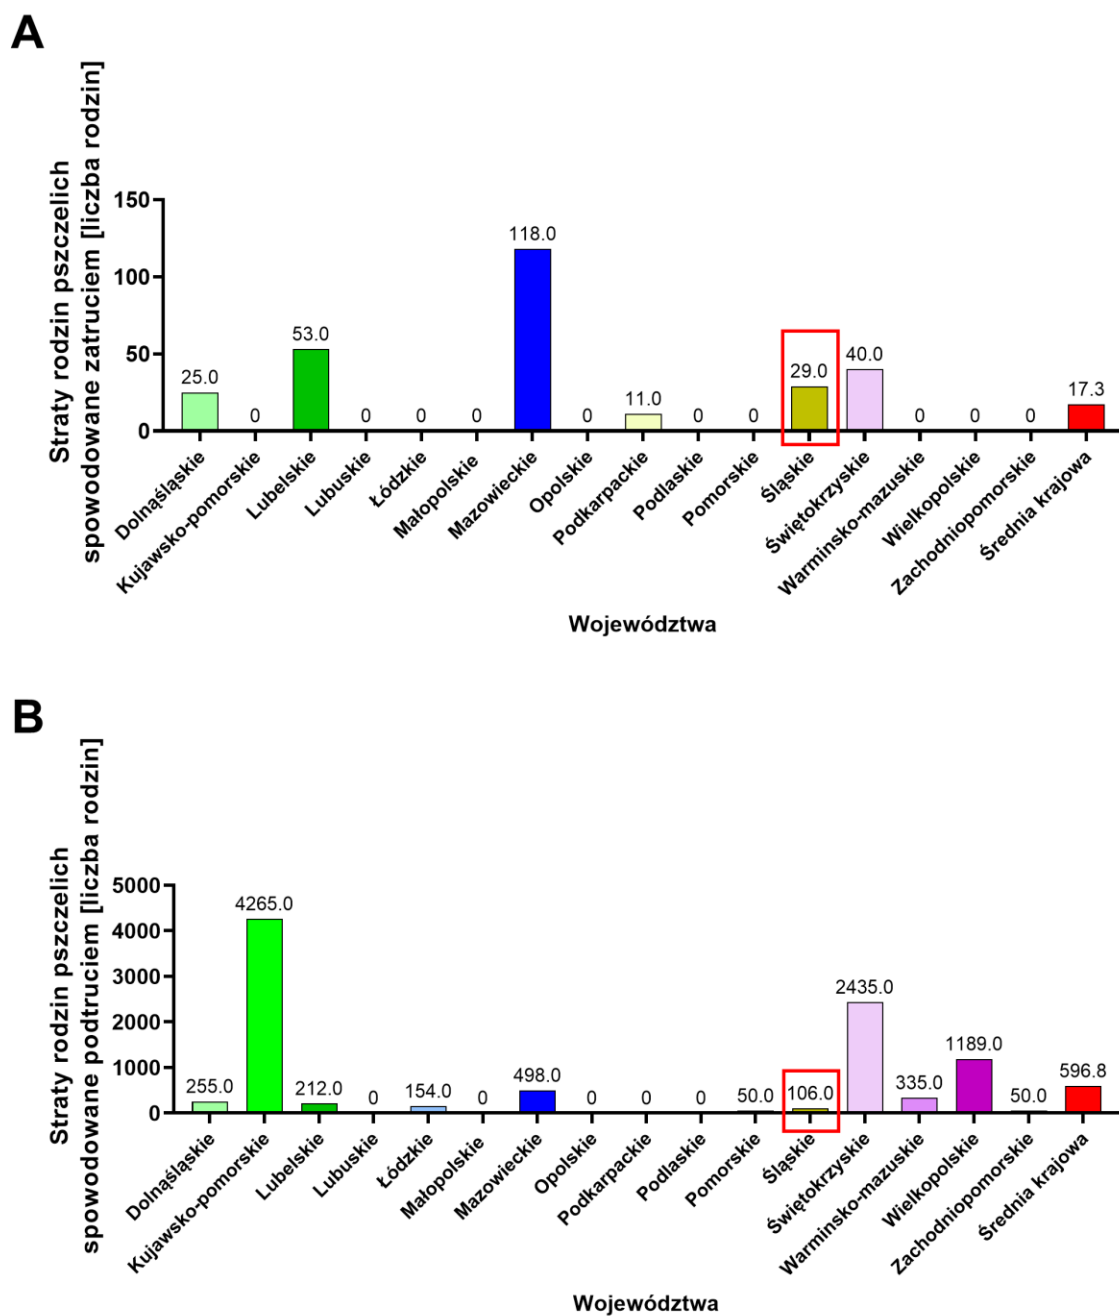 A
Straty rodzin pszczelich
spowodowane zatruciem [liczba rodzin]
150
100
50
0
25.0
0
53.0
0
0
0
118.0
0
11.0
0
0
29.0
40.0
0
0
0
17.3
Dolnąśląskie
Kujawsko-pomorskie
Lubelskie
Lubuskie
Łódzkie
Małopolskie
Mazowieckie
Opolskie
Podkarpackie
Podlaskie
Pomorskie
Śląskie
Świętokrzyskie
Warminsko-mazuskie
Wielkopolskie
Zachodniopomorskie
Średnia krajowa
Województwa
B
Straty rodzin pszczelich
spowodowane podtruciem [liczba rodzin]
5000
4000
3000
2000
1000
0
255.0
4265.0
212.0
0
154.0
0
498.0
0
0
0
50.0
106.0
2435.0
335.0
1189.0
50.0
596.8
Dolnąśląskie
Kujawsko-pomorskie
Lubelskie
Lubuskie
Łódzkie
Małopolskie
Mazowieckie
Opolskie
Podkarpackie
Podlaskie
Pomorskie
Śląskie
Świętokrzyskie
Warminsko-mazuskie
Wielkopolskie
Zachodniopomorskie
Średnia krajowa
Województwa